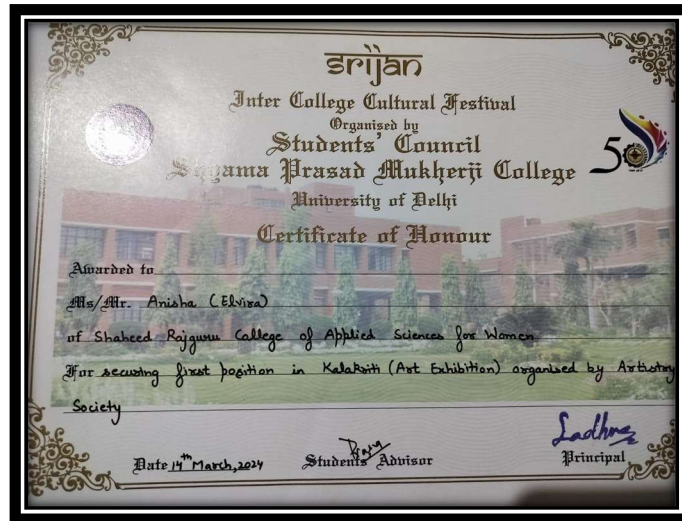 srijan
Inter College Cultural Festival
Organised by
Students' Council
Shyama Prasad Mukherji College
University of Delhi
50
Certificate of Honour
Awarded to
Ms/Mr. Anisha (Elvira)
of Shaheed Rajguru College of Applied Sciences for Women
For securing first position in Kalakriti (Art Exhibition) organised by Artistry
Society
Date 14th March, 2024
Students Advisor
Principal